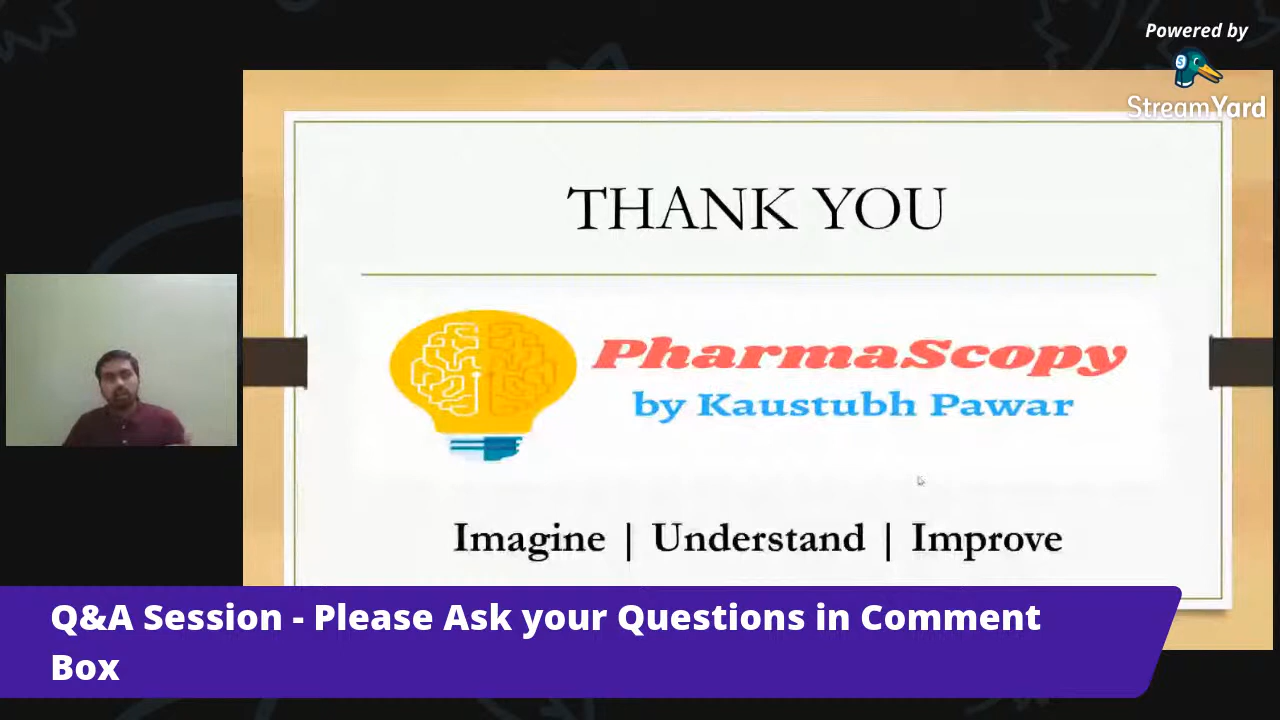 Powered by
StreamYard
THANK YOU
PharmaScopy
by Kaustubh Pawar
Imagine | Understand | Improve
Q&A Session - Please Ask your Questions in Comment
Box